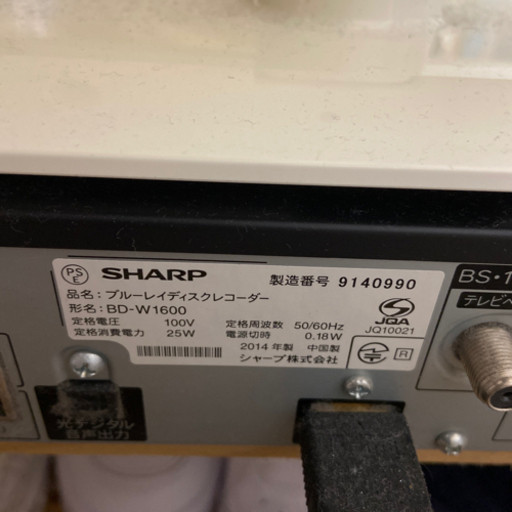 PS
E
SHARP
製造番号 9140990
品名：ブルーレイディスクレコーダー
形名：BD-W1600
定格電圧 100V
定格周波数 50/60Hz
定格消費電力 25W
電源切時 0.18W
2014年製 中国製
シャープ株式会社
JQA
JQ10021
R
BS・1
テレビへ
光デジタル
音声出力